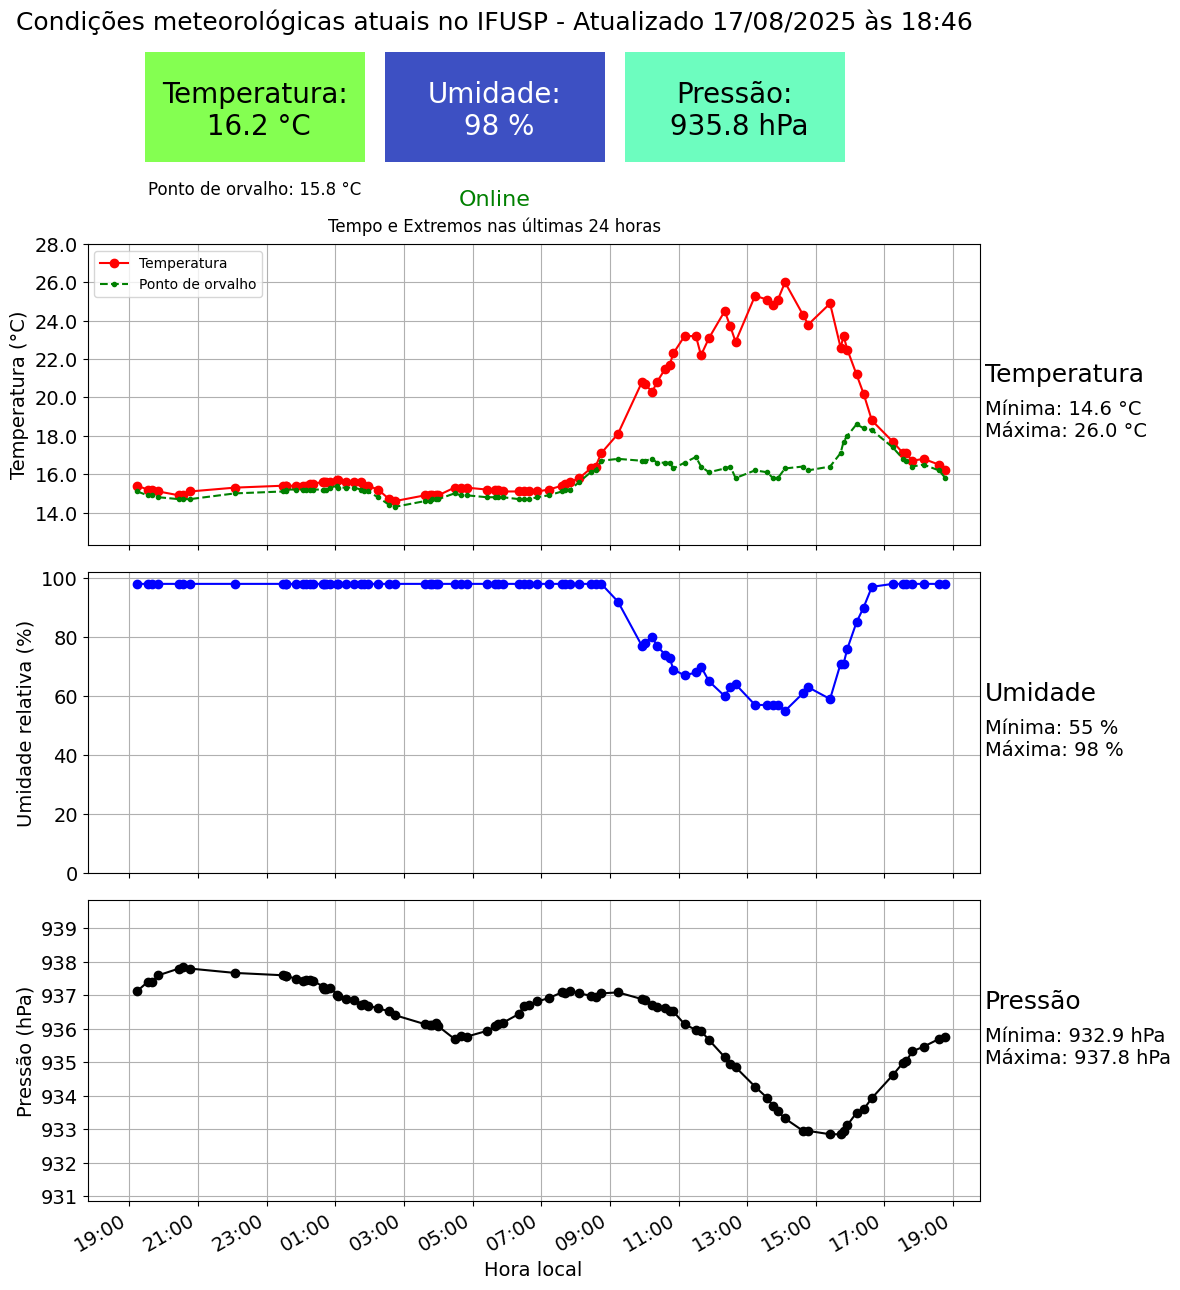 Condições meteorológicas atuais no IFUSP - Atualizado 17/08/2025 às 18:46
Temperatura:
16.2 °C
Umidade:
98 %
Pressão:
935.8 hPa
Ponto de orvalho: 15.8 °C
Online
Tempo e Extremos nas últimas 24 horas
Temperatura (°C)
28.0
26.0
24.0
22.0
20.0
18.0
16.0
14.0
Temperatura
Ponto de orvalho
Temperatura
Mínima: 14.6 °C
Máxima: 26.0 °C
Umidade relativa (%)
100
80
60
40
20
0
Umidade
Mínima: 55 %
Máxima: 98 %
Pressão (hPa)
939
938
937
936
935
934
933
932
931
Pressão
Mínima: 932.9 hPa
Máxima: 937.8 hPa
19:00 21:00 23:00 01:00 03:00 05:00 07:00 09:00 11:00 13:00 15:00 17:00 19:00
Hora local